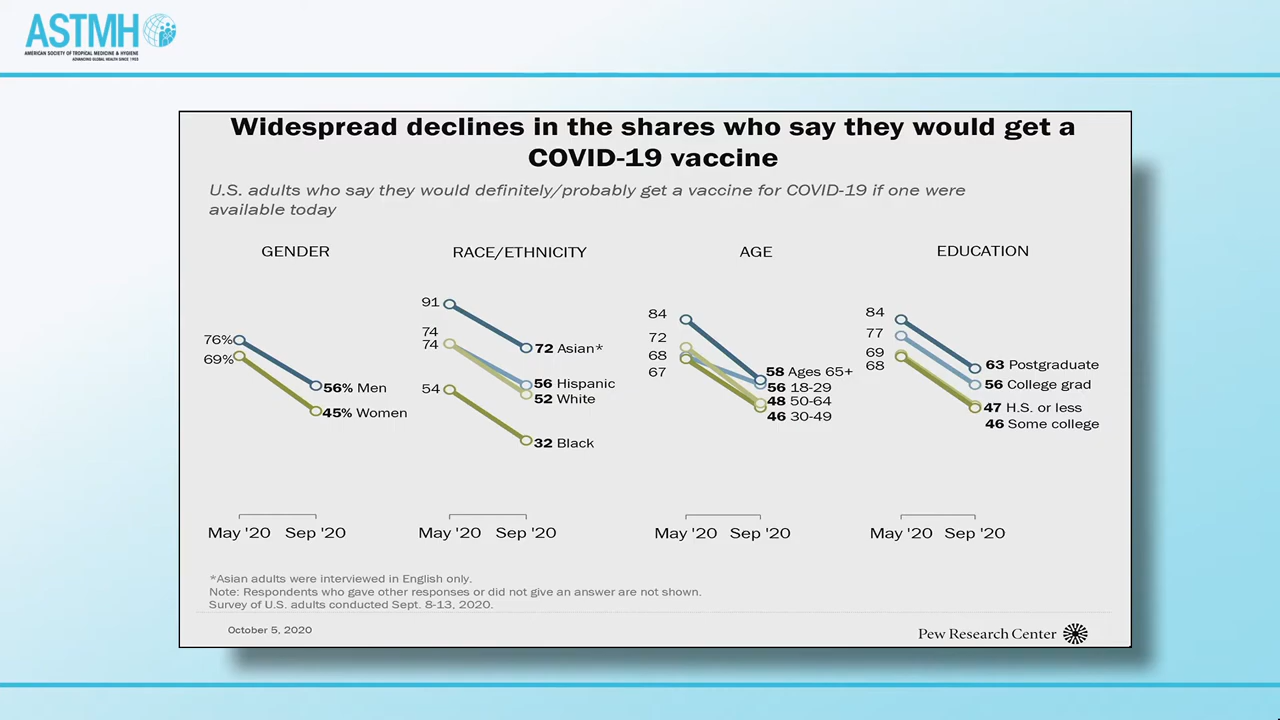 ASTMH
AMERICAN SOCIETY OF TROPICAL MEDICINE & HYGIENE
ADVANCING GLOBAL HEALTH SINCE 1903
Widespread declines in the shares who say they would get a
COVID-19 vaccine
U.S. adults who say they would definitely/probably get a vaccine for COVID-19 if one were
available today
GENDER
76%
69%
56% Men
45% Women
May '20 Sep '20
RACE/ETHNICITY
91
74
74
54
72 Asian*
56 Hispanic
52 White
32 Black
May '20 Sep '20
AGE
84
72
68
67
58 Ages 65+
56 18-29
48 50-64
46 30-49
May '20 Sep '20
EDUCATION
84
77
69
68
63 Postgraduate
56 College grad
47 H.S. or less
46 Some college
May '20 Sep '20
*Asian adults were interviewed in English only.
Note: Respondents who gave other responses or did not give an answer are not shown.
Survey of U.S. adults conducted Sept. 8-13, 2020.
October 5, 2020
Pew Research Center